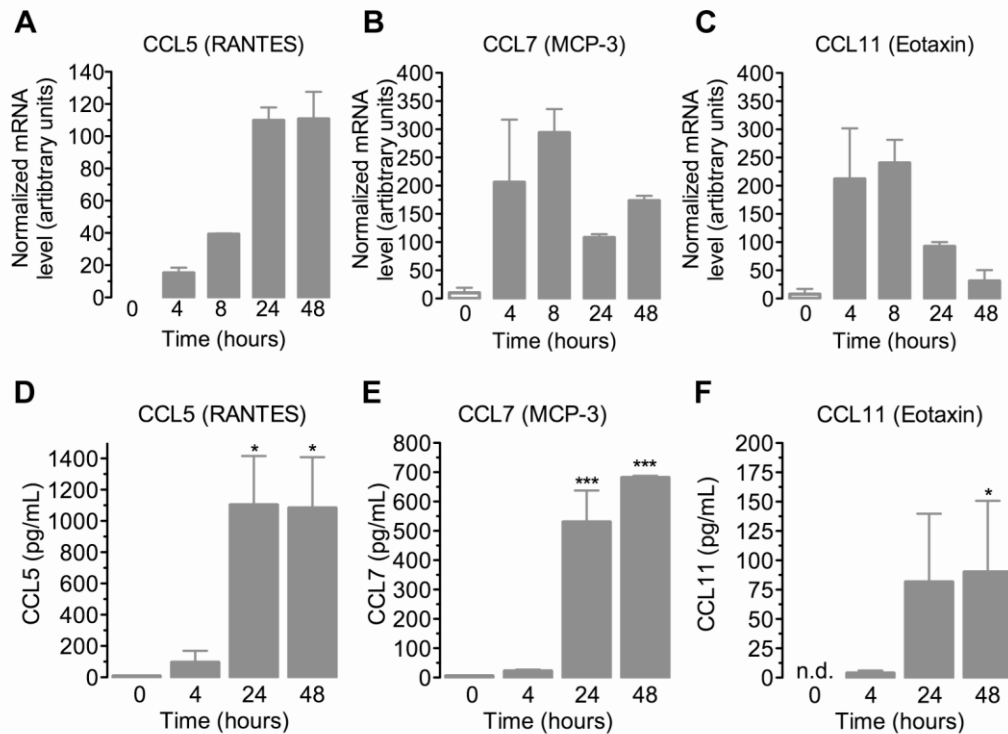 A
CCL5 (RANTES)
Normalized mRNA
level (artibtrary units)
140
120
100
80
60
40
20
0
0 4 8 24 48
Time (hours)
B
CCL7 (MCP-3)
Normalized mRNA
level (artibtrary units)
400
350
300
250
200
150
100
50
0
0 4 8 24 48
Time (hours)
C
CCL11 (Eotaxin)
Normalized mRNA
level (artibtrary units)
400
350
300
250
200
150
100
50
0
0 4 8 24 48
Time (hours)
D
CCL5 (RANTES)
CCL5 (pg/mL)
1400
1200
1000
800
600
400
200
0
* *
0 4 24 48
Time (hours)
E
CCL7 (MCP-3)
CCL7 (pg/mL)
800
700
600
500
400
300
200
100
0
*** ***
0 4 24 48
Time (hours)
F
CCL11 (Eotaxin)
CCL11 (pg/mL)
200
175
150
125
100
75
50
25
0
*
n.d.
0 4 24 48
Time (hours)